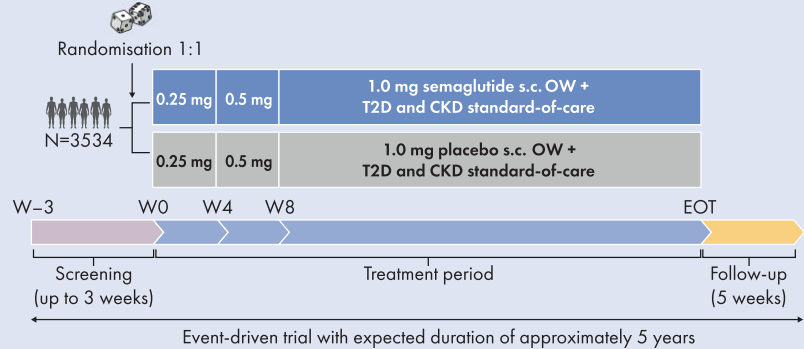 Randomisation 1:1
N=3534
0.25 mg
0.5 mg
1.0 mg semaglutide s.c. OW +
T2D and CKD standard-of-care
0.25 mg
0.5 mg
1.0 mg placebo s.c. OW +
T2D and CKD standard-of-care
W–3
W0
W4
W8
EOT
Screening
(up to 3 weeks)
Treatment period
Follow-up
(5 weeks)
Event-driven trial with expected duration of approximately 5 years